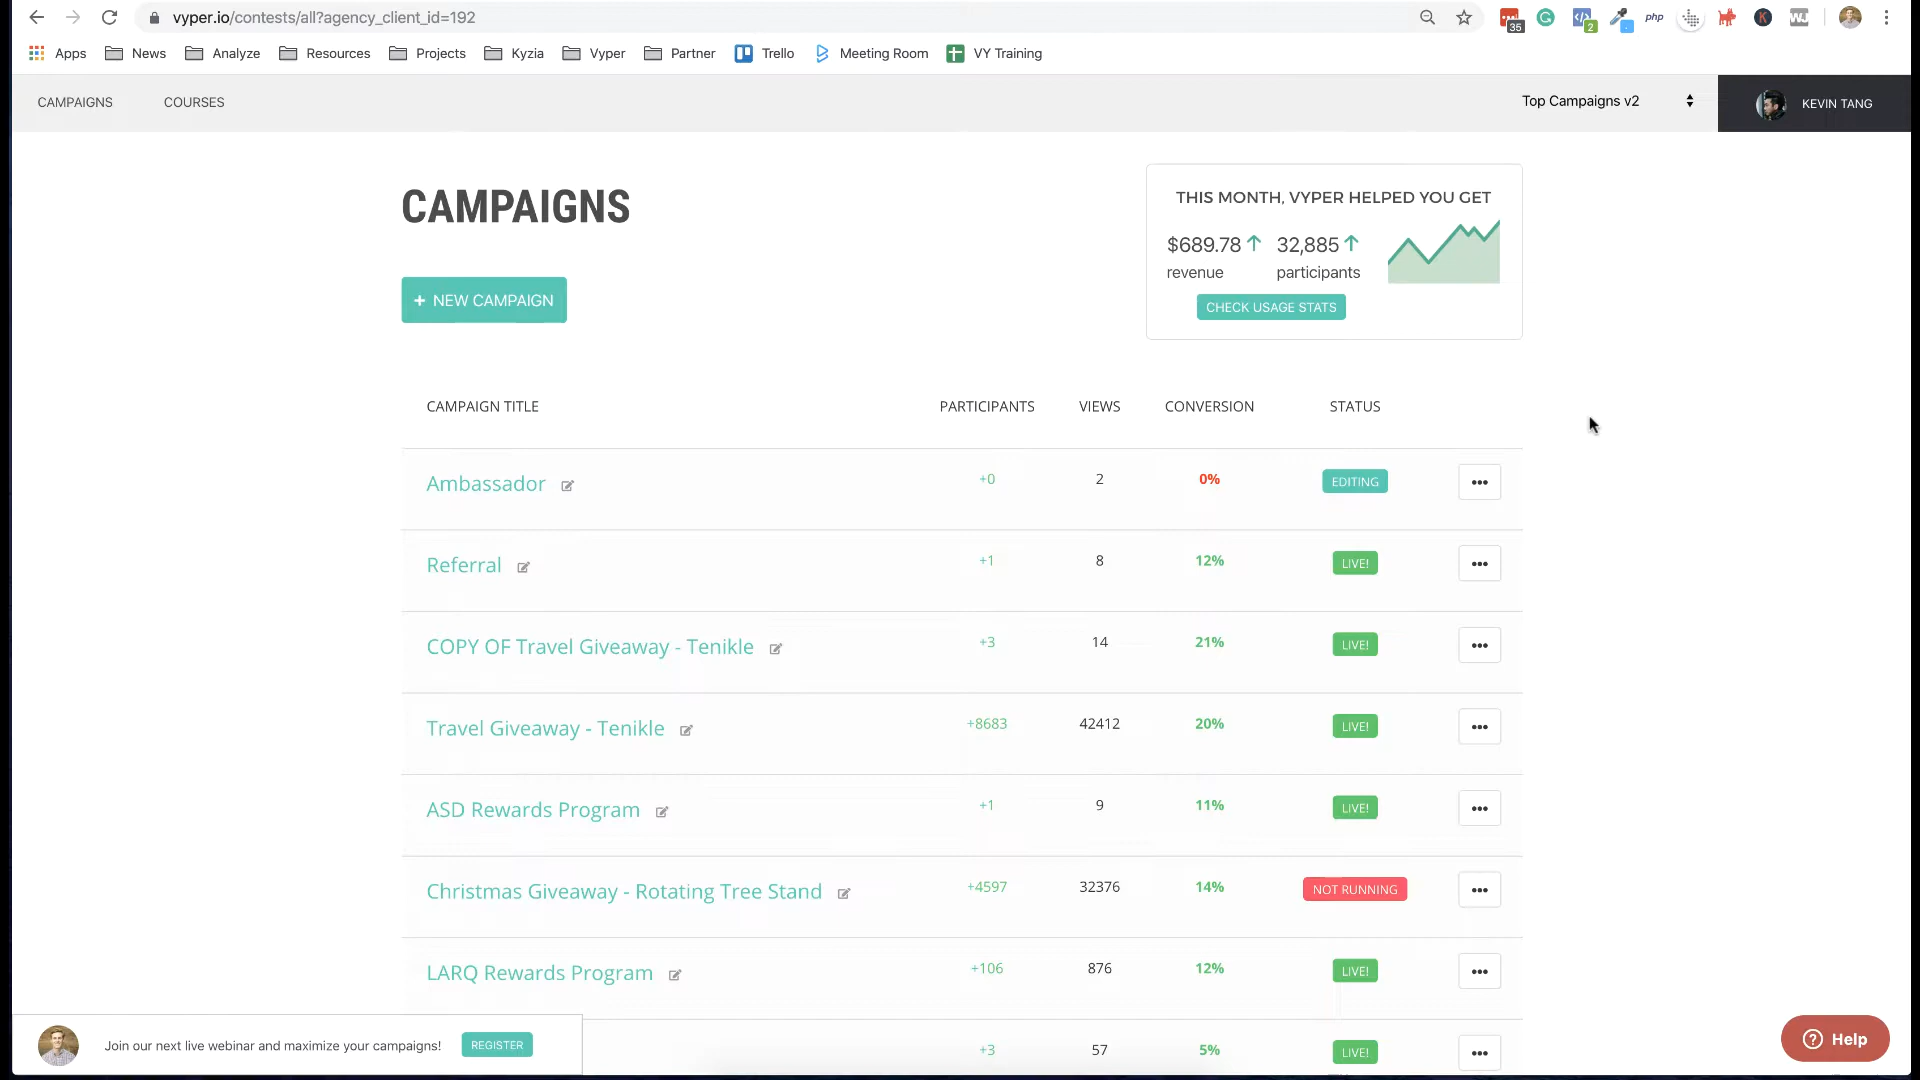 vyper.io/contests/all?agency_client_id=192
35
2
php
K
WJ
Apps
News
Analyze
Resources
Projects
Kyzia
Vyper
Partner
Trello
Meeting Room
VY Training
CAMPAIGNS
COURSES
Top Campaigns v2
KEVIN TANG
CAMPAIGNS
+ NEW CAMPAIGN
THIS MONTH, VYPER HELPED YOU GET
$689.78 32,885
revenue participants
CHECK USAGE STATS
CAMPAIGN TITLE PARTICIPANTS VIEWS CONVERSION STATUS
Ambassador +0 2 0% EDITING
Referral +1 8 12% LIVE!
COPY OF Travel Giveaway - Tenikle +3 14 21% LIVE!
Travel Giveaway - Tenikle +8683 42412 20% LIVE!
ASD Rewards Program +1 9 11% LIVE!
Christmas Giveaway - Rotating Tree Stand +4597 32376 14% NOT RUNNING
LARQ Rewards Program +106 876 12% LIVE!
+3 57 5% LIVE!
Join our next live webinar and maximize your campaigns! REGISTER
? Help